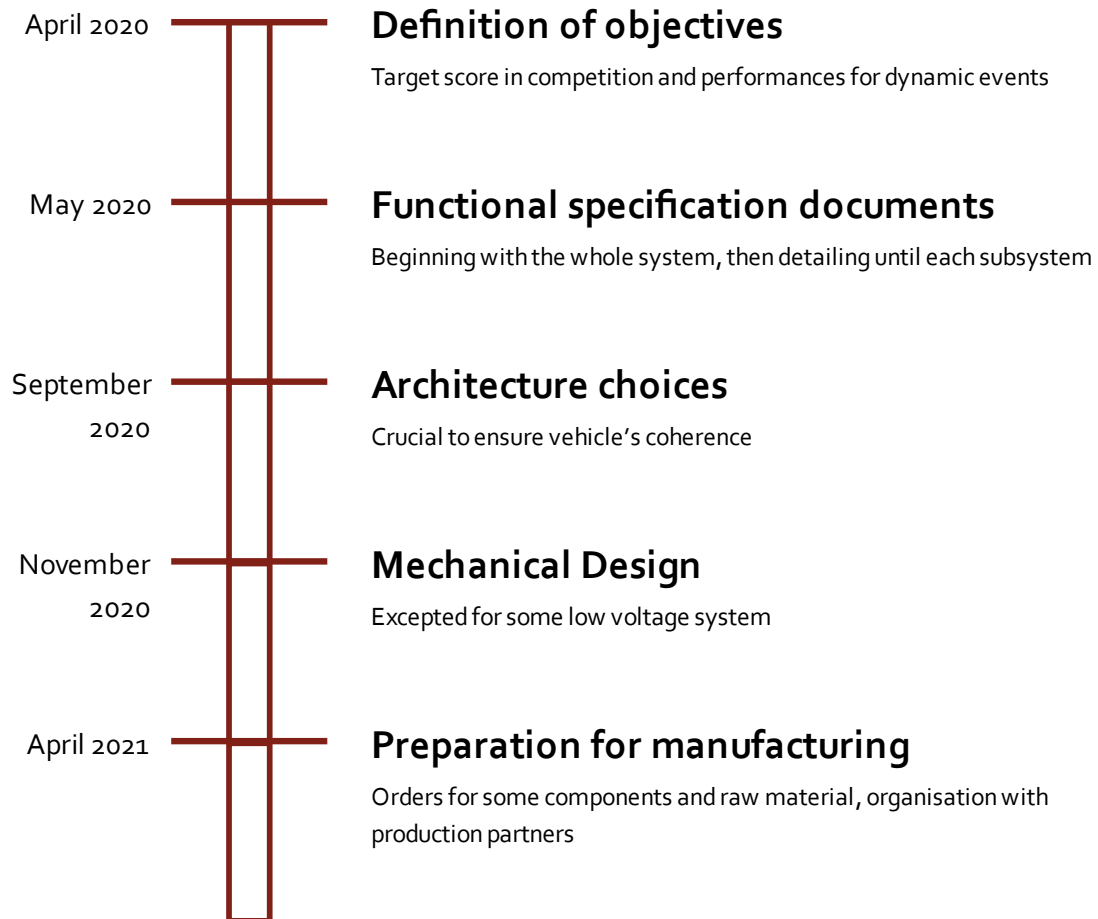 April 2020
Definition of objectives
Target score in competition and performances for dynamic events
May 2020
Functional specification documents
Beginning with the whole system, then detailing until each subsystem
September
2020
Architecture choices
Crucial to ensure vehicle’s coherence
November
2020
Mechanical Design
Excepted for some low voltage system
April 2021
Preparation for manufacturing
Orders for some components and raw material, organisation with
production partners